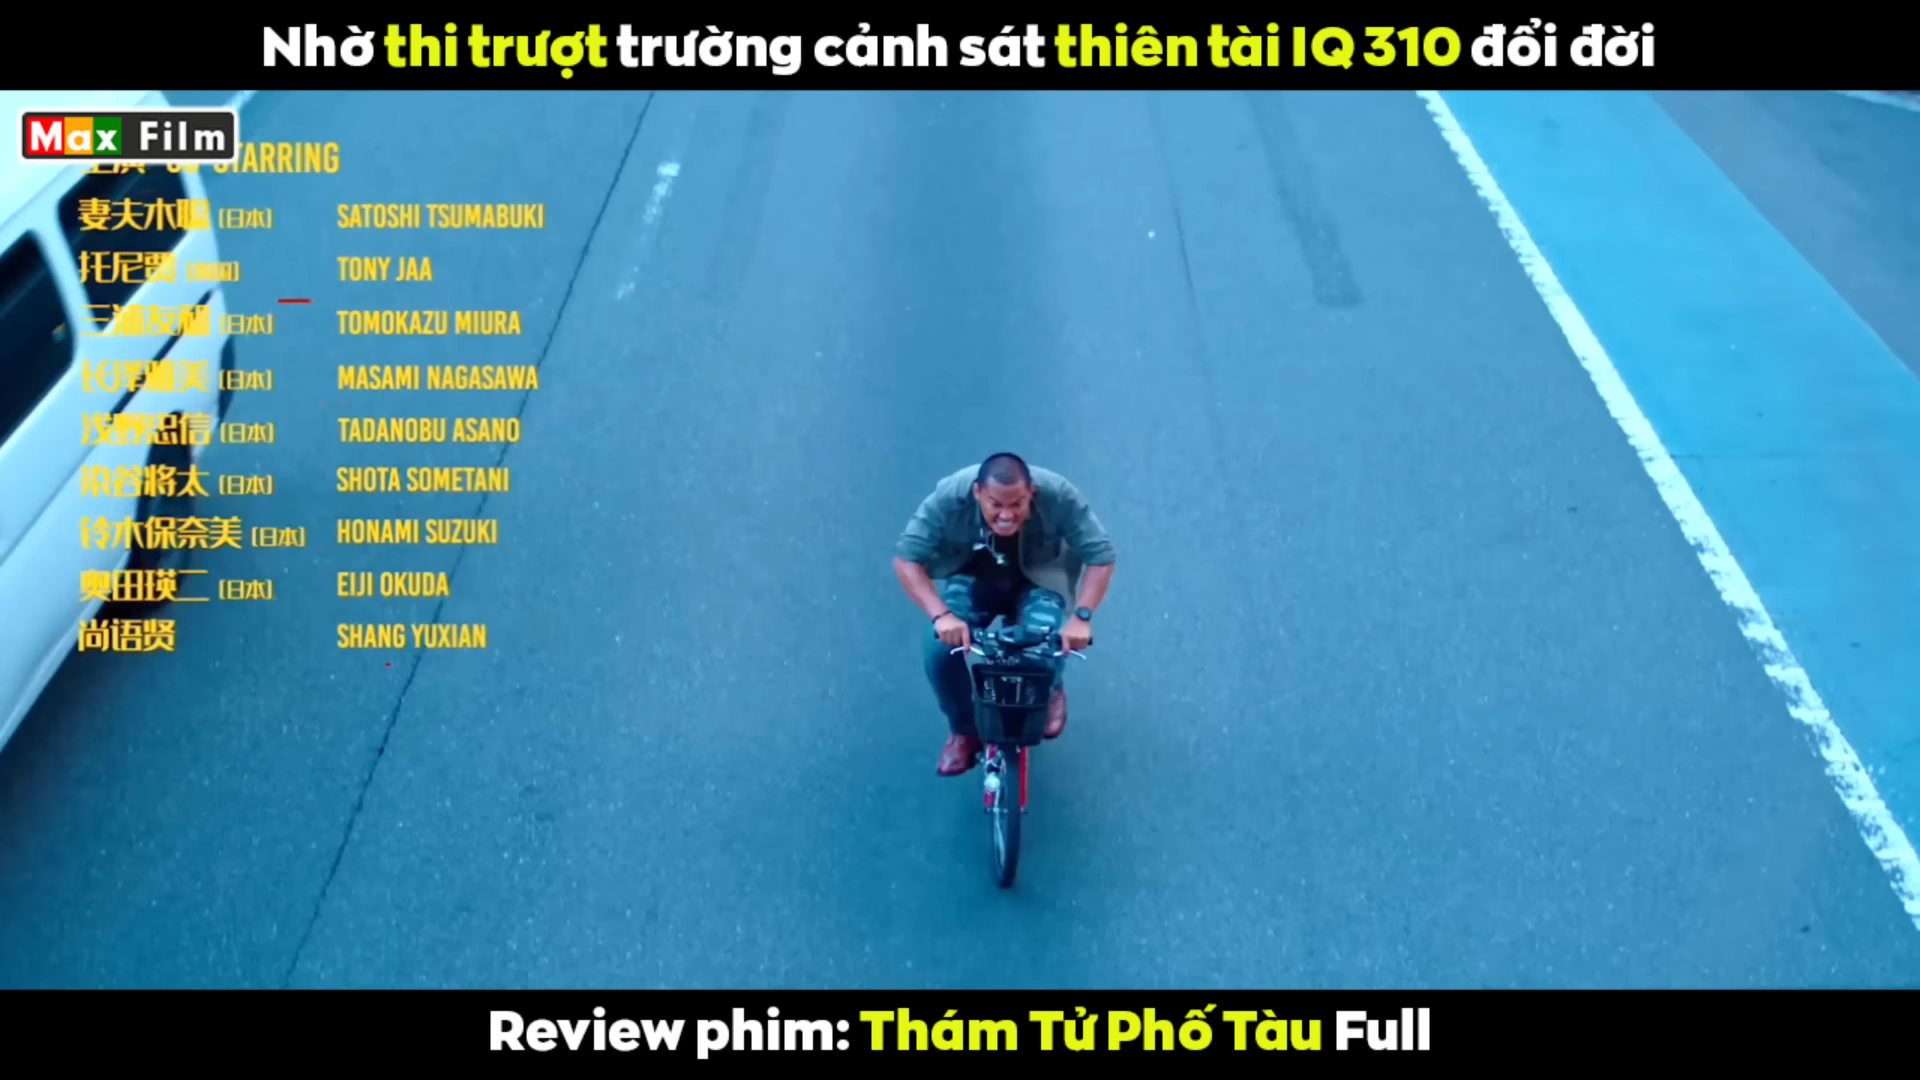 Nhờ thi trượt trường cảnh sát thiên tài IQ 310 đổi đời
Max Film
STARRING
妻夫木聪 (日本) SATOSHI TSUMABUKI
托尼贾 (泰国) TONY JAA
三浦友和 (日本) TOMOKAZU MIURA
长泽雅美 (日本) MASAMI NAGASAWA
浅野忠信 (日本) TADANOBU ASANO
染谷将太 (日本) SHOTA SOMETANI
铃木保奈美 (日本) HONAMI SUZUKI
奥田瑛二 (日本) EIJI OKUDA
尚语贤 SHANG YUXIAN
Review phim: Thám Tử Phố Tàu Full